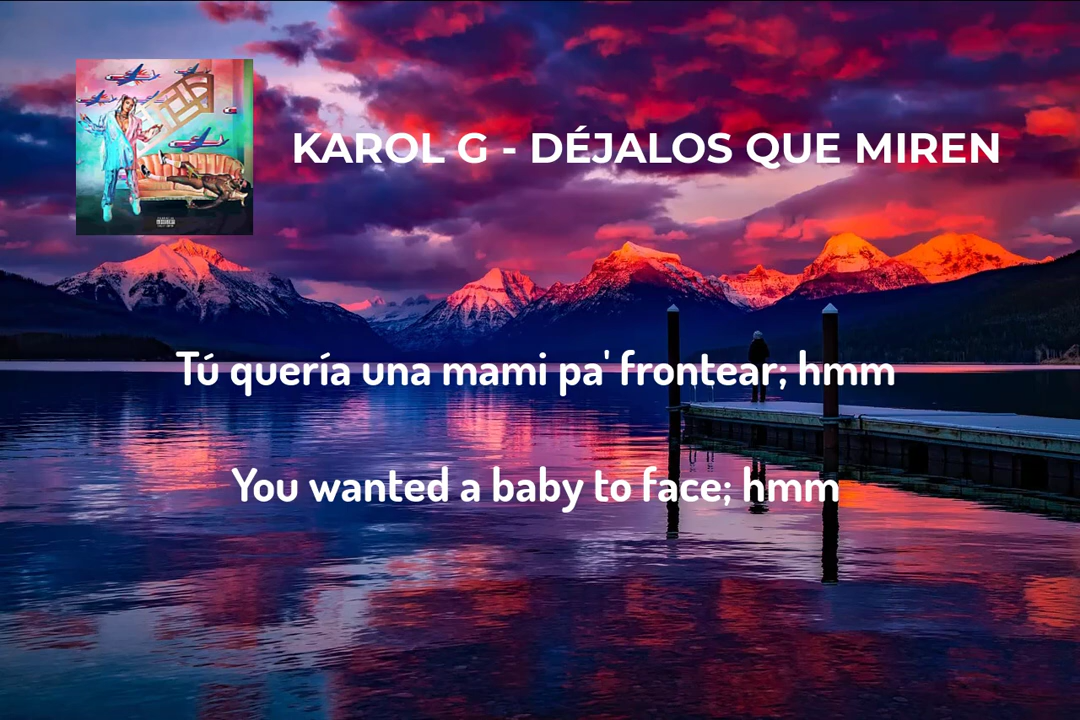 KAROL G - DÉJALOS QUE MIREN
Tú quería una mami pa' frontear; hmm
You wanted a baby to face; hmm